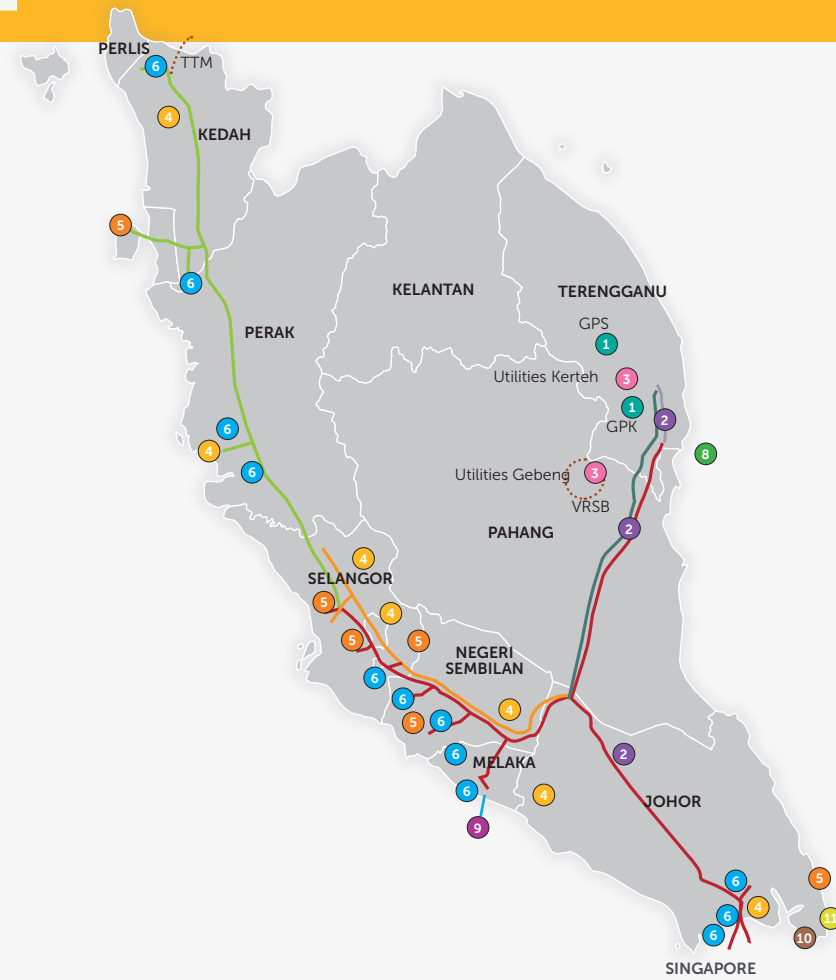 PERLIS
6
TTM
4
KEDAH
5
6
KELANTAN
TERENGGANU
GPS
1
PERAK
Utilities Kerteh
3
1
GPK
2
6
4
6
8
Utilities Gebeng
3
VRSB
2
PAHANG
4
SELANGOR
5
4
5
5
NEGERI
SEMBILAN
6
6
4
5
6
6
MELAKA
2
6
4
JOHOR
9
6
5
4
6
11
6
10
SINGAPORE